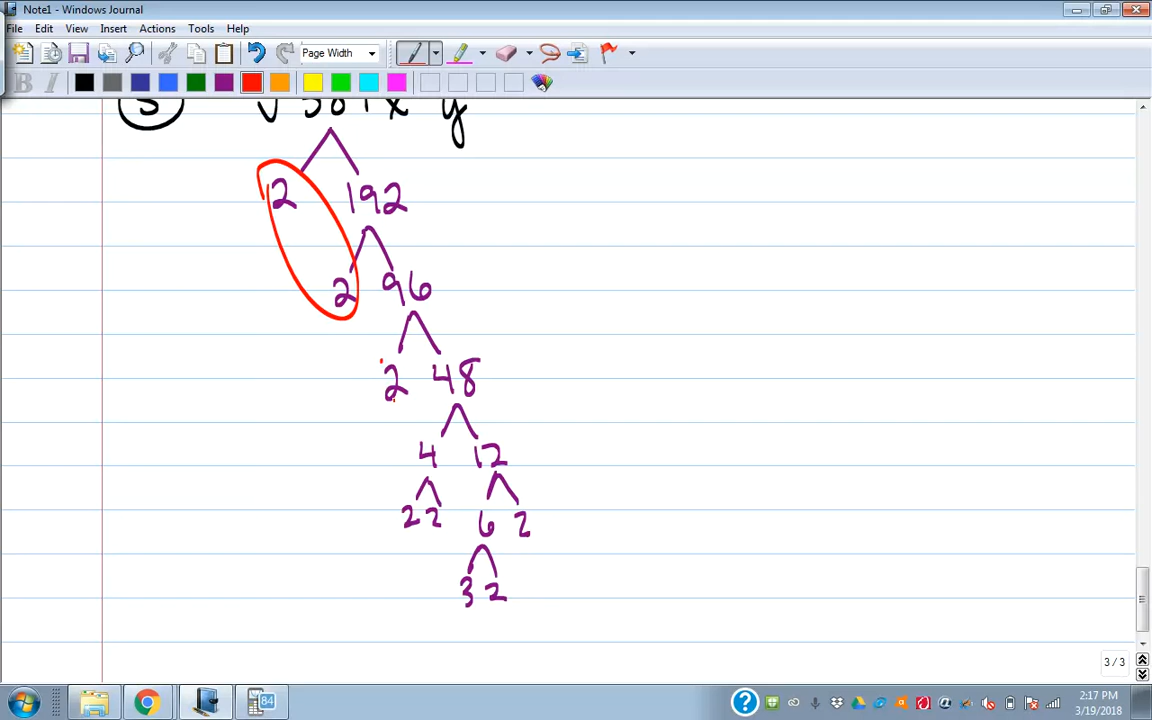 Note1 - Windows Journal
File Edit View Insert Actions Tools Help
Page Width
B I
2 192
2 96
2 48
4 12
2 2 6 2
3 2
3 / 3
84
2:17 PM
3/19/2018